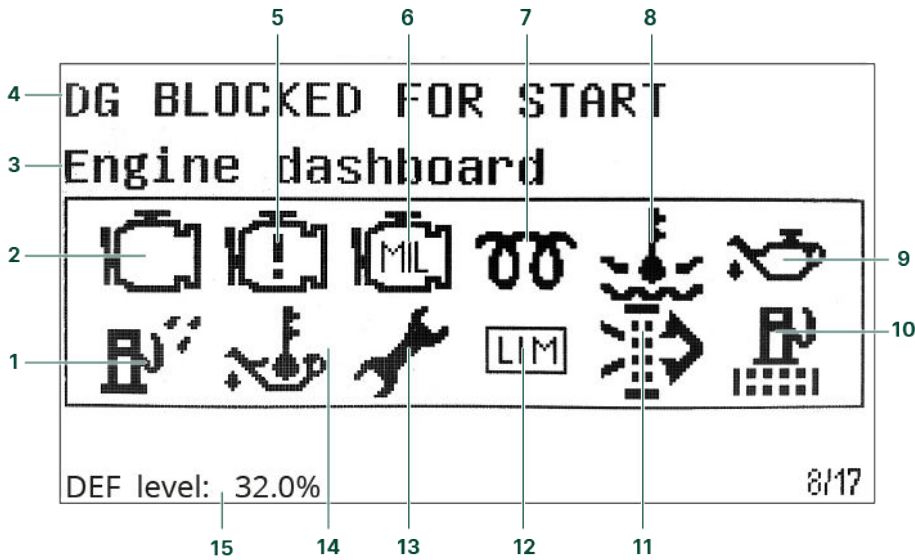 5 6 7 8
4 DG BLOCKED FOR START
3 Engine dashboard
2 MIL 9
1 LIM 10
DEF level: 32.0% 8/17
15 14 13 12 11